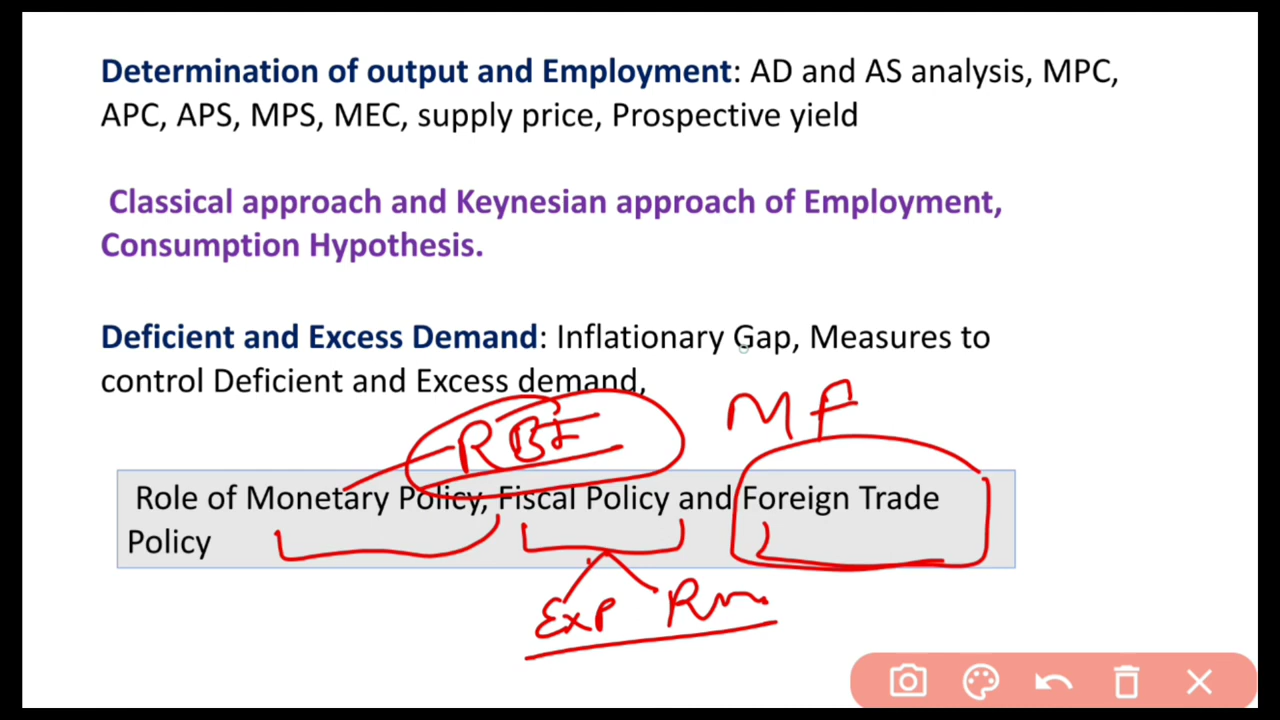 Determination of output and Employment: AD and AS analysis, MPC,
APC, APS, MPS, MEC, supply price, Prospective yield
Classical approach and Keynesian approach of Employment,
Consumption Hypothesis.
Deficient and Excess Demand: Inflationary Gap, Measures to
control Deficient and Excess demand,
RBI
MF
Role of Monetary Policy, Fiscal Policy and Foreign Trade
Policy
Exp